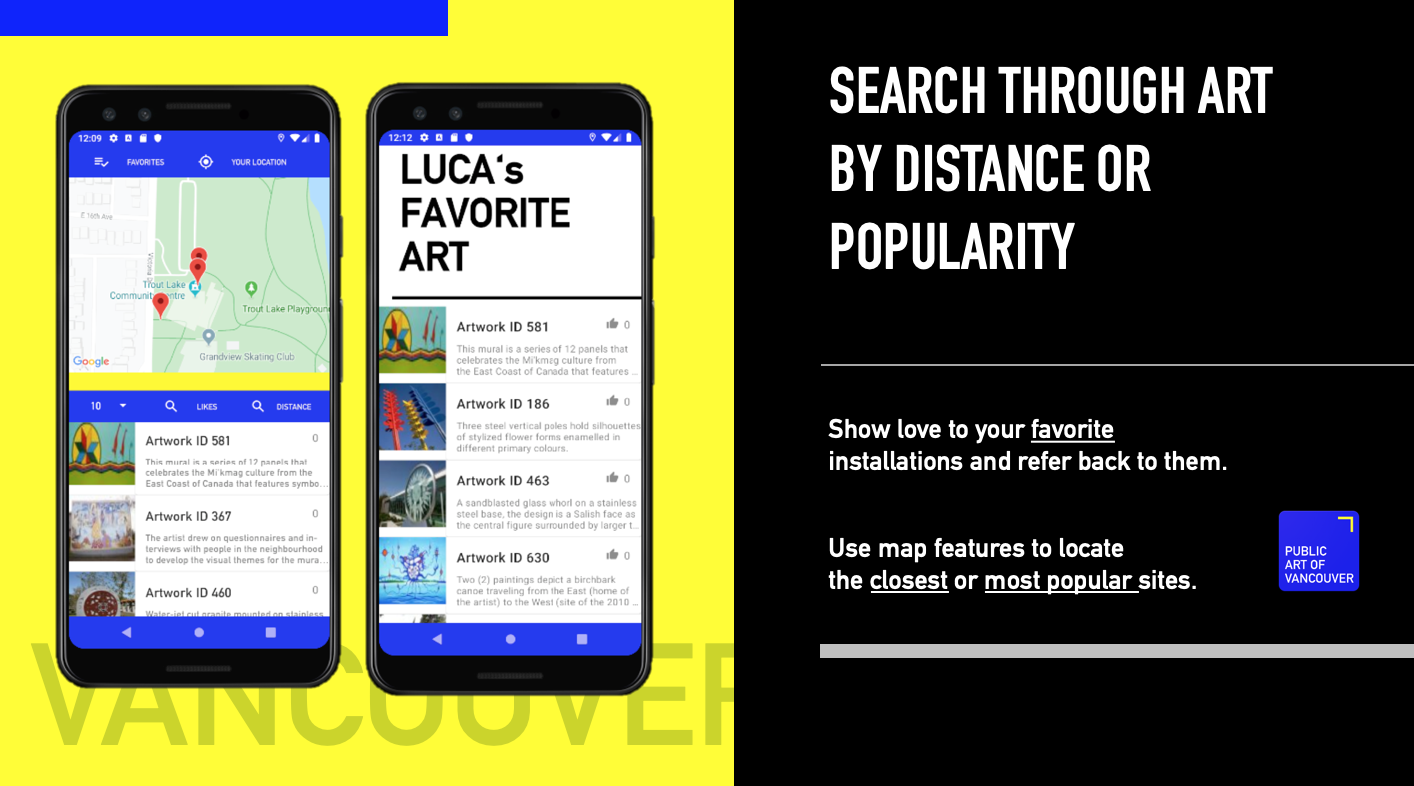 12:09
FAVORITES
YOUR LOCATION
E 16th Ave
Trout Lake
Trout Lake Playgroun
Grandview Skating Club
Google
10
LIKES
DISTANCE
Artwork ID 581
0
This mural is a series of 12 panels that
celebrates the Mi'kmag culture from the
East Coast of Canada that features symbo...
Artwork ID 367
0
The artist drew on questionnaires and in-
terviews with people in the neighbourhood
to develop the visual themes for the mura...
Artwork ID 460
0
Water-jet cut granite mounted on stainless
12:12
LUCA‘s
FAVORITE
ART
Artwork ID 581
0
This mural is a series of 12 panels that
celebrates the Mi'kmag culture from
the East Coast of Canada that features ...
Artwork ID 186
0
Three steel vertical poles hold silhouettes
of stylized flower forms enamelled in
different primary colours.
Artwork ID 463
0
A sandblasted glass whorl on a stainless
steel base, the design is a Salish face as
the central figure surrounded by larger t...
Artwork ID 630
0
Two (2) paintings depict a birchbark
canoe traveling from the East (home of
the artist) to the West (site of the 2010 ...
VANCOUVER
SEARCH THROUGH ART
BY DISTANCE OR
POPULARITY
Show love to your favorite
installations and refer back to them.
Use map features to locate
the closest or most popular sites.
PUBLIC
ART OF
VANCOUVER